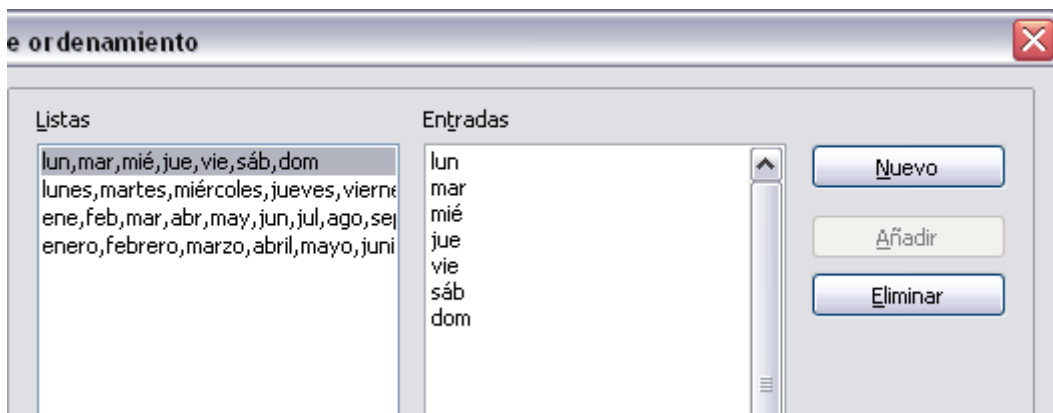 e ordenamiento
Listas
lun,mar,mié,jue,vie,sáb,dom
lunes,martes,miércoles,jueves,vierne
ene,feb,mar,abr,may,jun,jul,ago,sep
enero,febrero,marzo,abril,mayo,juni
Entradas
lun
mar
mié
jue
vie
sáb
dom
Nuevo
Añadir
Eliminar